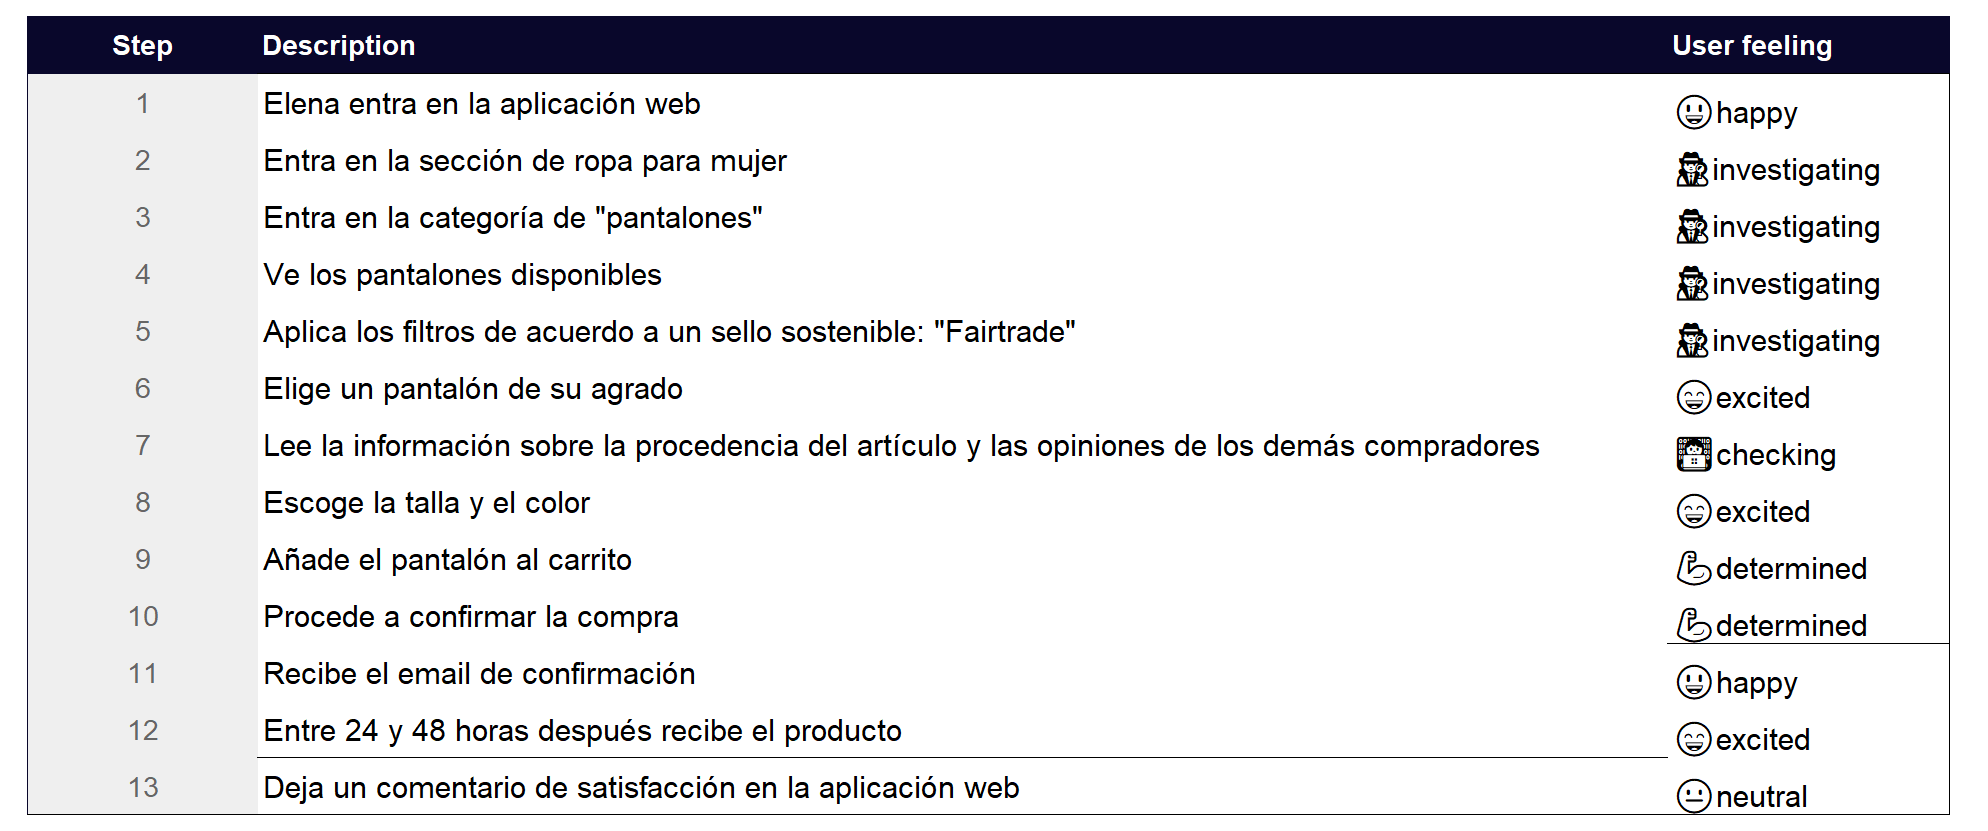 Step Description User feeling
1 Elena entra en la aplicación web happy
2 Entra en la sección de ropa para mujer investigating
3 Entra en la categoría de "pantalones" investigating
4 Ve los pantalones disponibles investigating
5 Aplica los filtros de acuerdo a un sello sostenible: "Fairtrade" investigating
6 Elige un pantalón de su agrado excited
7 Lee la información sobre la procedencia del artículo y las opiniones de los demás compradores checking
8 Escoge la talla y el color excited
9 Añade el pantalón al carrito determined
10 Procede a confirmar la compra determined
11 Recibe el email de confirmación happy
12 Entre 24 y 48 horas después recibe el producto excited
13 Deja un comentario de satisfacción en la aplicación web neutral